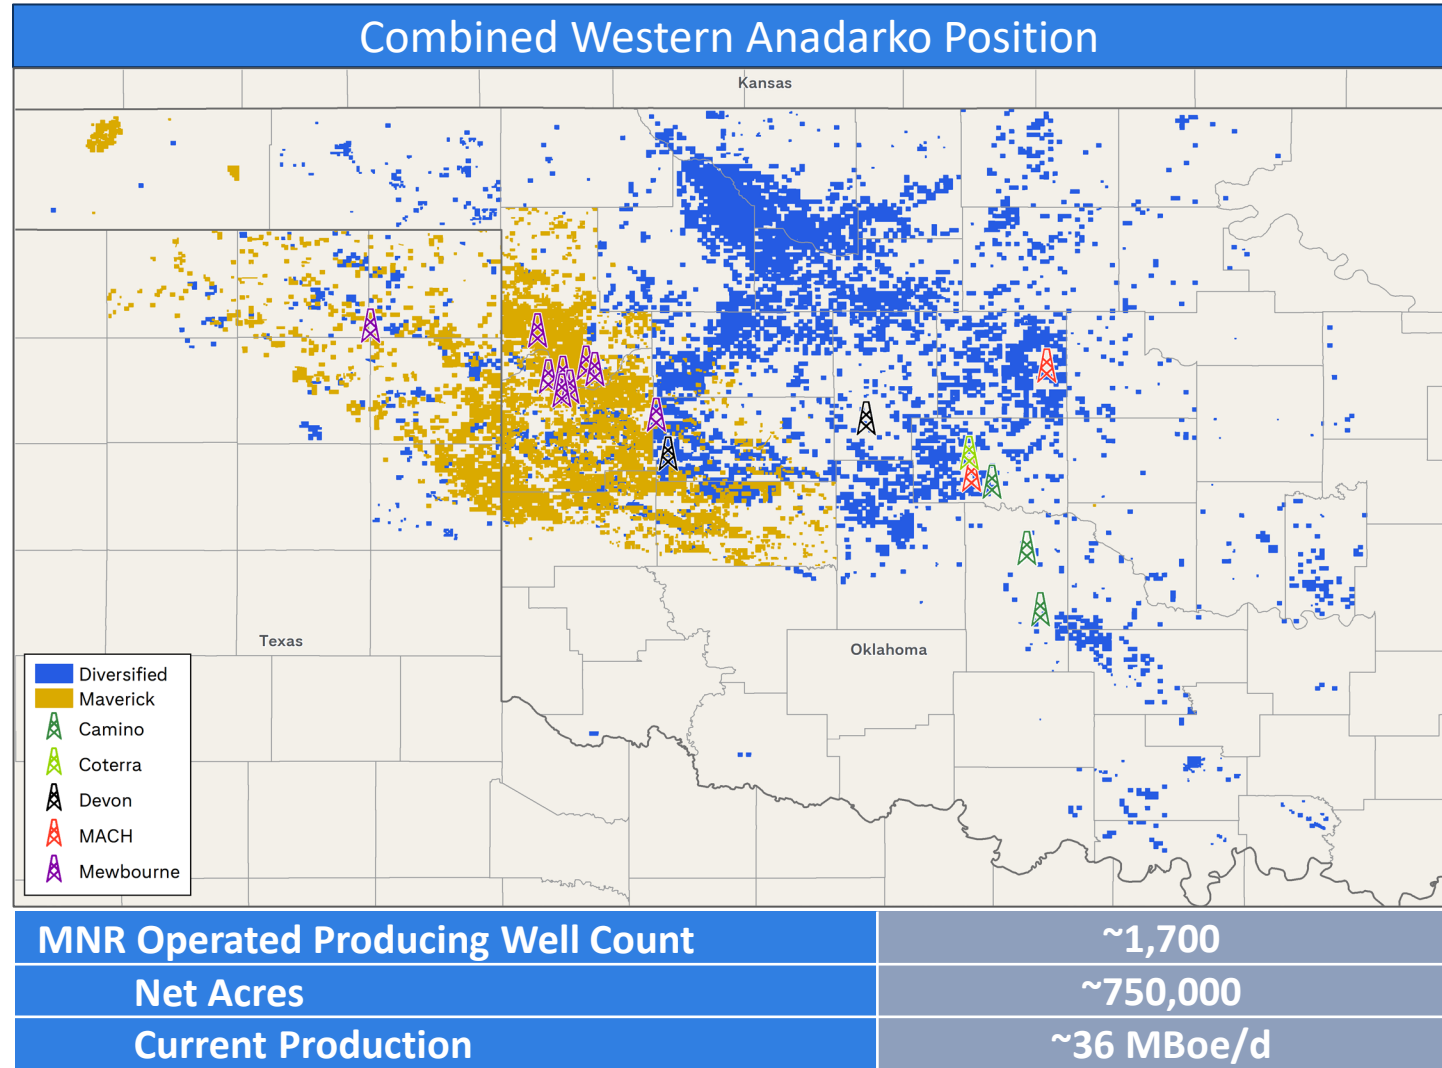 Combined Western Anadarko Position
Kansas
Texas
Oklahoma
Diversified
Maverick
Camino
Coterra
Devon
MACH
Mewbourne
MNR Operated Producing Well Count ~1,700
Net Acres ~750,000
Current Production ~36 MBoe/d